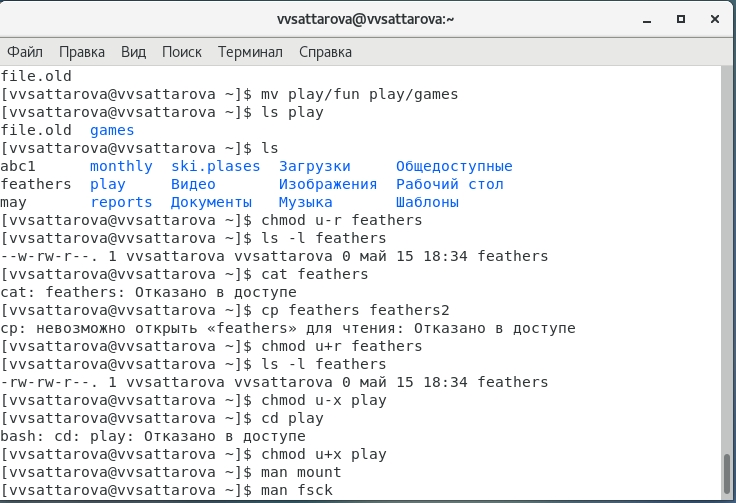 vvsattarova@vvsattarova:~
Файл Правка Вид Поиск Терминал Справка
file.old
[vvsattarova@vvsattarova ~]$ mv play/fun play/games
[vvsattarova@vvsattarova ~]$ ls play
file.old  games
[vvsattarova@vvsattarova ~]$ ls
abc1      monthly  ski.plases  Загрузки     Общедоступные
feathers  play     Видео       Изображения  Рабочий стол
may       reports  Документы   Музыка       Шаблоны
[vvsattarova@vvsattarova ~]$ chmod u-r feathers
[vvsattarova@vvsattarova ~]$ ls -l feathers
--w-rw-r--. 1 vvsattarova vvsattarova 0 май 15 18:34 feathers
[vvsattarova@vvsattarova ~]$ cat feathers
cat: feathers: Отказано в доступе
[vvsattarova@vvsattarova ~]$ cp feathers feathers2
cp: невозможно открыть «feathers» для чтения: Отказано в доступе
[vvsattarova@vvsattarova ~]$ chmod u+r feathers
[vvsattarova@vvsattarova ~]$ ls -l feathers
-rw-rw-r--. 1 vvsattarova vvsattarova 0 май 15 18:34 feathers
[vvsattarova@vvsattarova ~]$ chmod u-x play
[vvsattarova@vvsattarova ~]$ cd play
bash: cd: play: Отказано в доступе
[vvsattarova@vvsattarova ~]$ chmod u+x play
[vvsattarova@vvsattarova ~]$ man mount
[vvsattarova@vvsattarova ~]$ man fsck